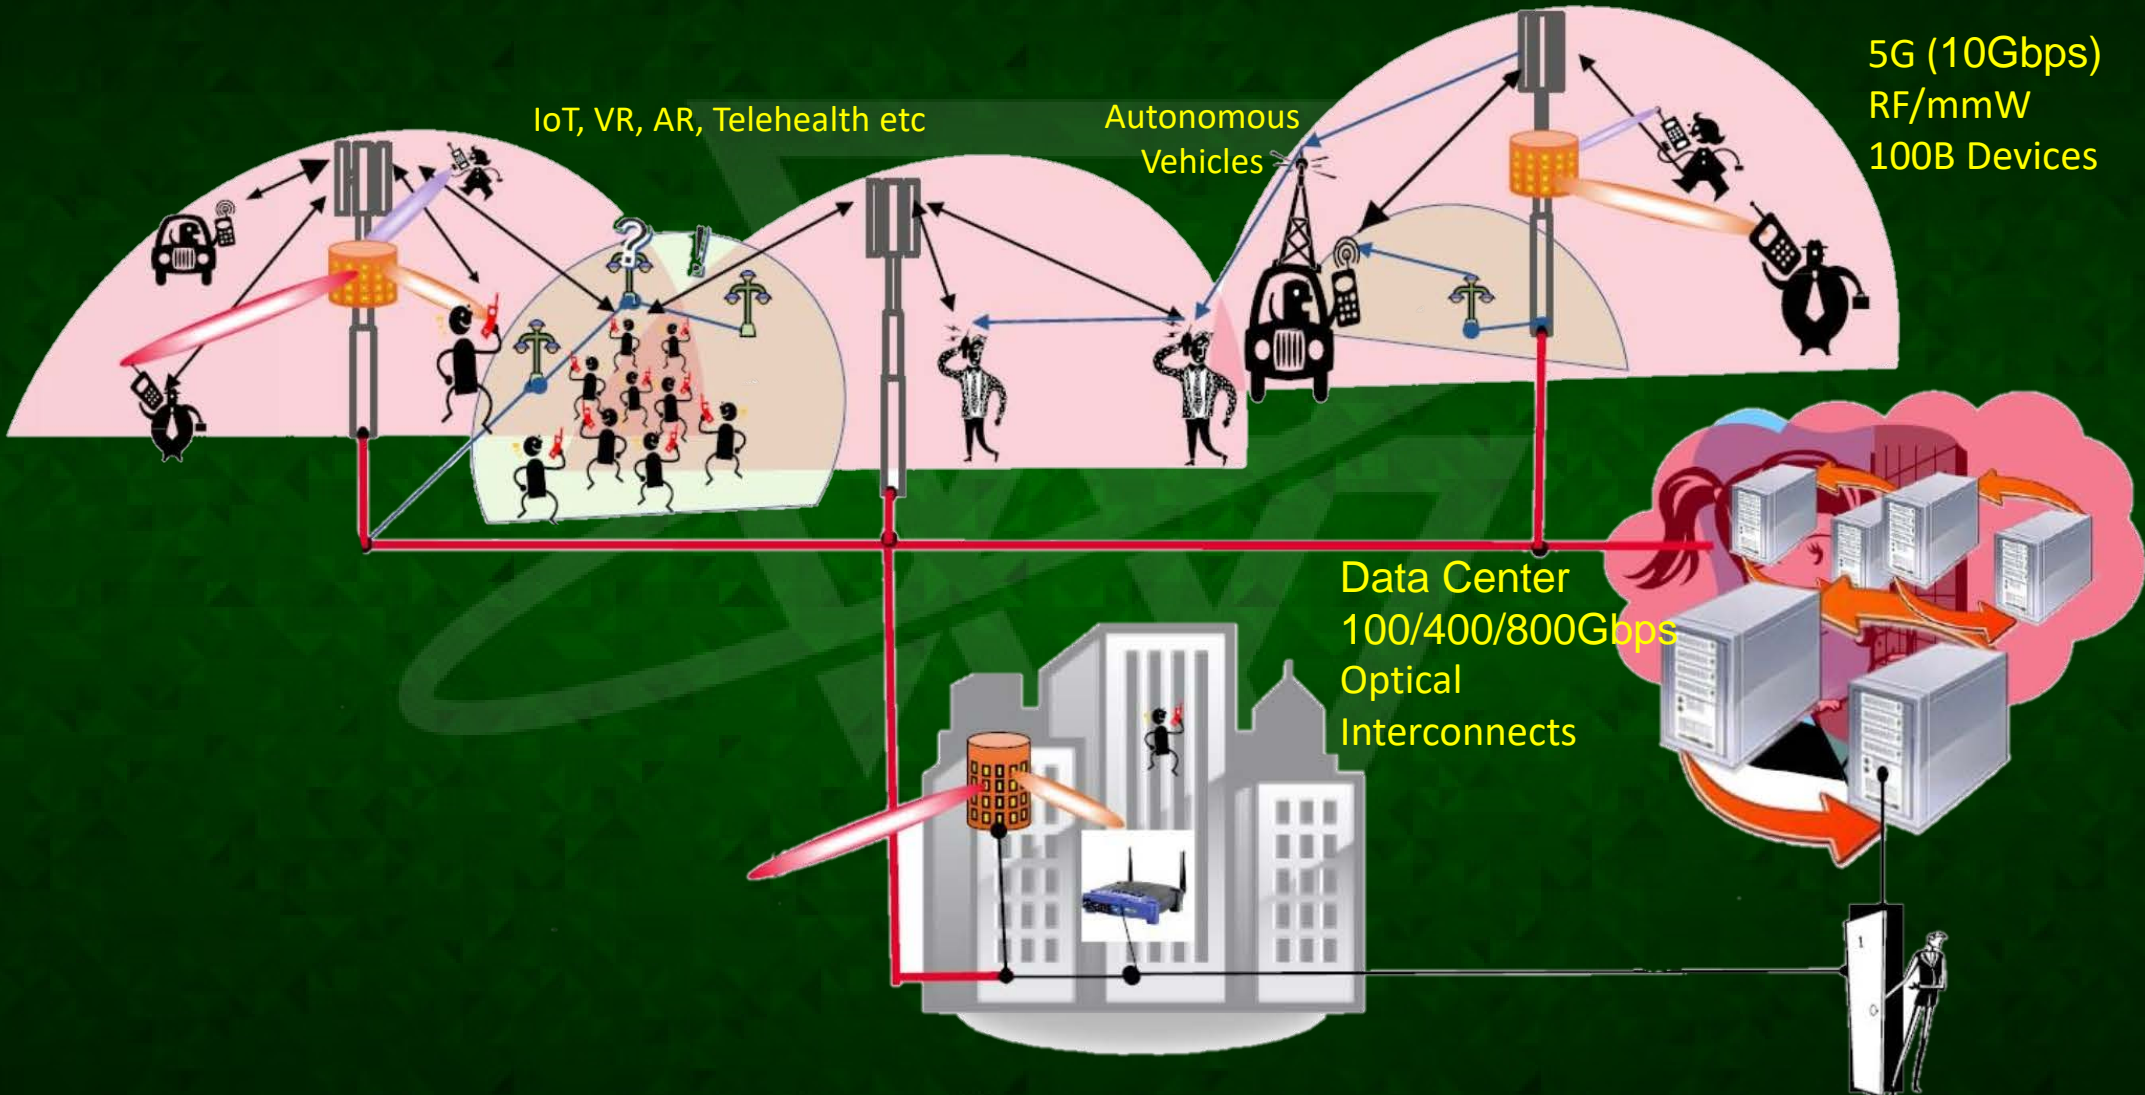 IoT, VR, AR, Telehealth etc
Autonomous
Vehicles
5G (10Gbps)
RF/mmW
100B Devices
?
!
Data Center
100/400/800Gbps
Optical
Interconnects
1